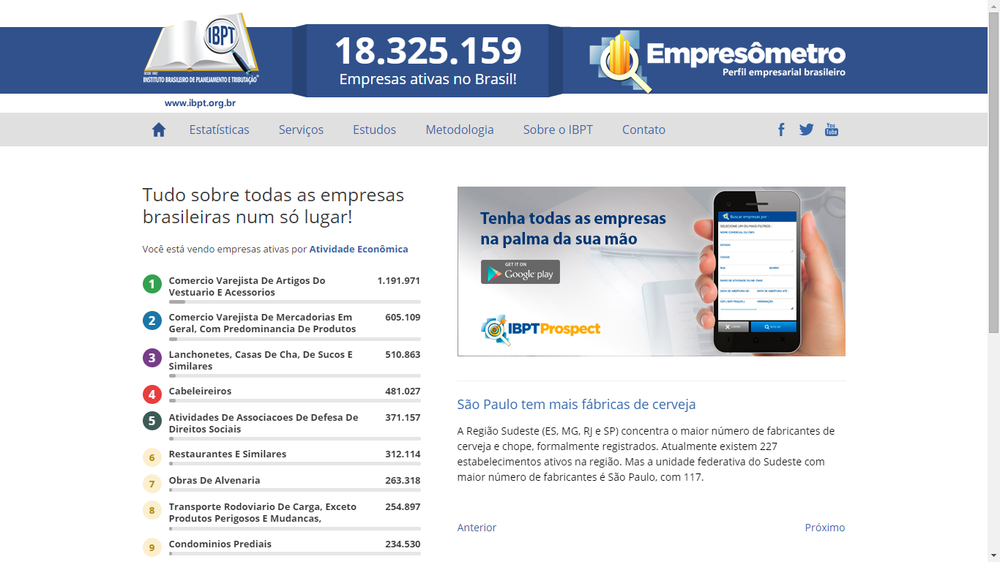 IBPT
DESDE 1992
INSTITUTO BRASILEIRO DE PLANEJAMENTO E TRIBUTAÇÃO®
www.ibpt.org.br
18.325.159
Empresas ativas no Brasil!
Empresômetro
Perfil empresarial brasileiro
Estatísticas
Serviços
Estudos
Metodologia
Sobre o IBPT
Contato
f
You
Tube
Tudo sobre todas as empresas
brasileiras num só lugar!
Você está vendo empresas ativas por Atividade Econômica
1 Comercio Varejista De Artigos Do 1.191.971
Vestuario E Acessorios
2 Comercio Varejista De Mercadorias Em 605.109
Geral, Com Predominancia De Produtos
3 Lanchonetes, Casas De Cha, De Sucos E 510.863
Similares
4 Cabeleireiros 481.027
5 Atividades De Associacoes De Defesa De 371.157
Direitos Sociais
6 Restaurantes E Similares 312.114
7 Obras De Alvenaria 263.318
8 Transporte Rodoviario De Carga, Exceto 254.897
Produtos Perigosos E Mudancas,
9 Condominios Prediais 234.530
Tenha todas as empresas
na palma da sua mão
GET IT ON
Google play
IBPTProspect
Buscar empresas por :
SELECIONE UM OU MAIS FILTROS :
NOME COMERCIAL OU CNPJ
ESTADO
CIDADE
RUA BAIRRO
RAMO DE ATIVIDADE OU NR. CNAE
DATA DE ABERTURA DE : DATA DE ABERTURA ATÉ :
CEP ( SEM TRAÇOS ) ORDENAÇÃO
São Paulo tem mais fábricas de cerveja
A Região Sudeste (ES, MG, RJ e SP) concentra o maior número de fabricantes de
cerveja e chope, formalmente registrados. Atualmente existem 227
estabelecimentos ativos na região. Mas a unidade federativa do Sudeste com
maior número de fabricantes é São Paulo, com 117.
Anterior
Próximo